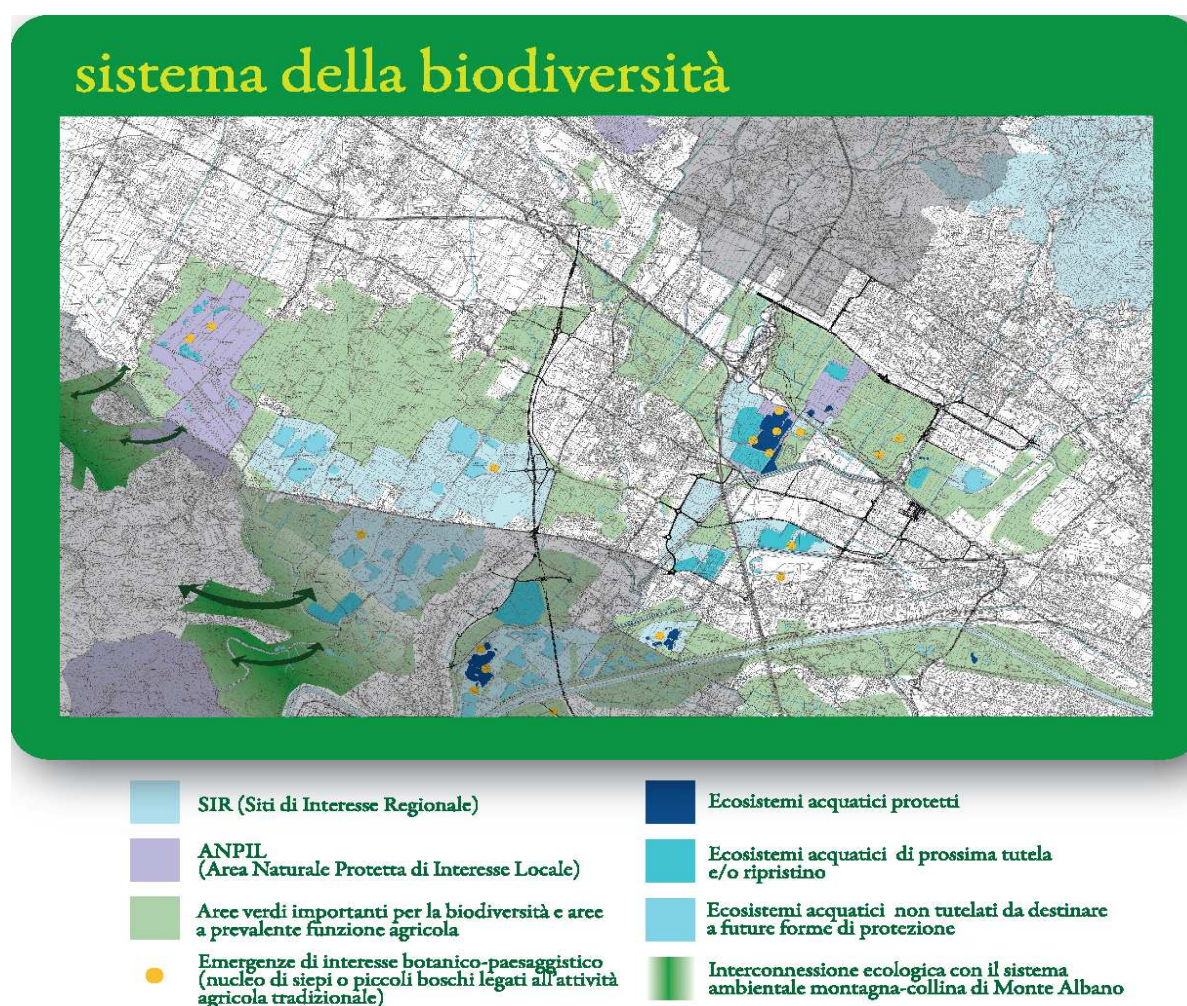 sistema della biodiversità
SIR (Siti di Interesse Regionale)
ANPIL
(Area Naturale Protetta di Interesse Locale)
Aree verdi importanti per la biodiversità e aree
a prevalente funzione agricola
Emergenze di interesse botanico-paesaggistico
(nucleo di siepi o piccoli boschi legati all'attività
agricola tradizionale)
Ecosistemi acquatici protetti
Ecosistemi acquatici di prossima tutela
e/o ripristino
Ecosistemi acquatici non tutelati da destinare
a future forme di protezione
Interconnessione ecologica con il sistema
ambientale montagna-collina di Monte Albano